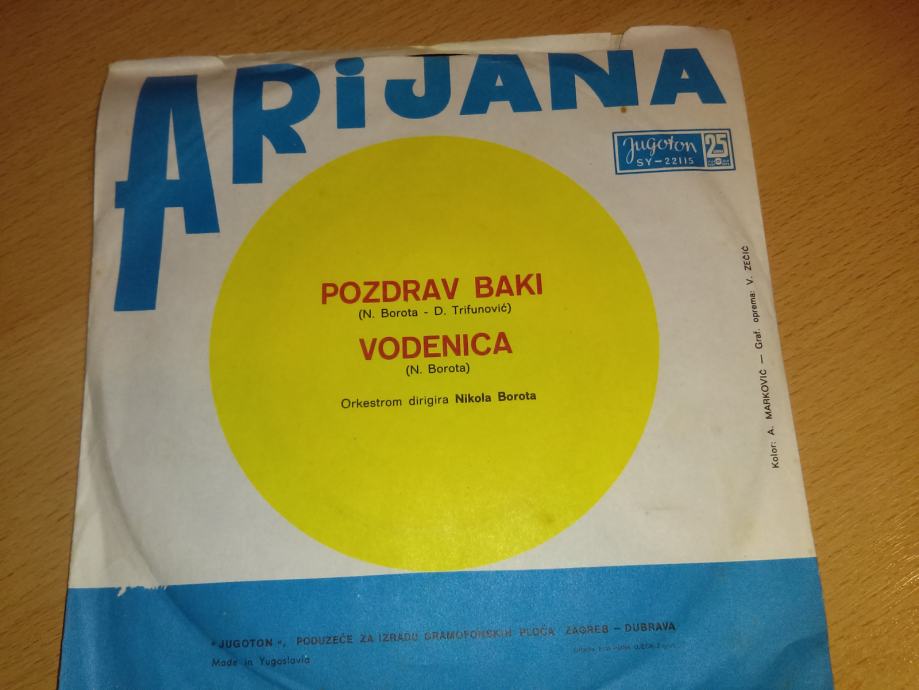 ARiJANA
Jugoton 25
SY-22115
POZDRAV BAKI
(N. Borota - D. Trifunović)
VODENICA
(N. Borota)
Orkestrom dirigira Nikola Borota
Kolor: A. MARKOVIĆ — Graf. oprema: V. ZEČIĆ
"JUGOTON", PODUZEĆE ZA IZRADU GRAMOFONSKIH PLOČA ZAGREB – DUBRAVA
Made in Yugoslavia